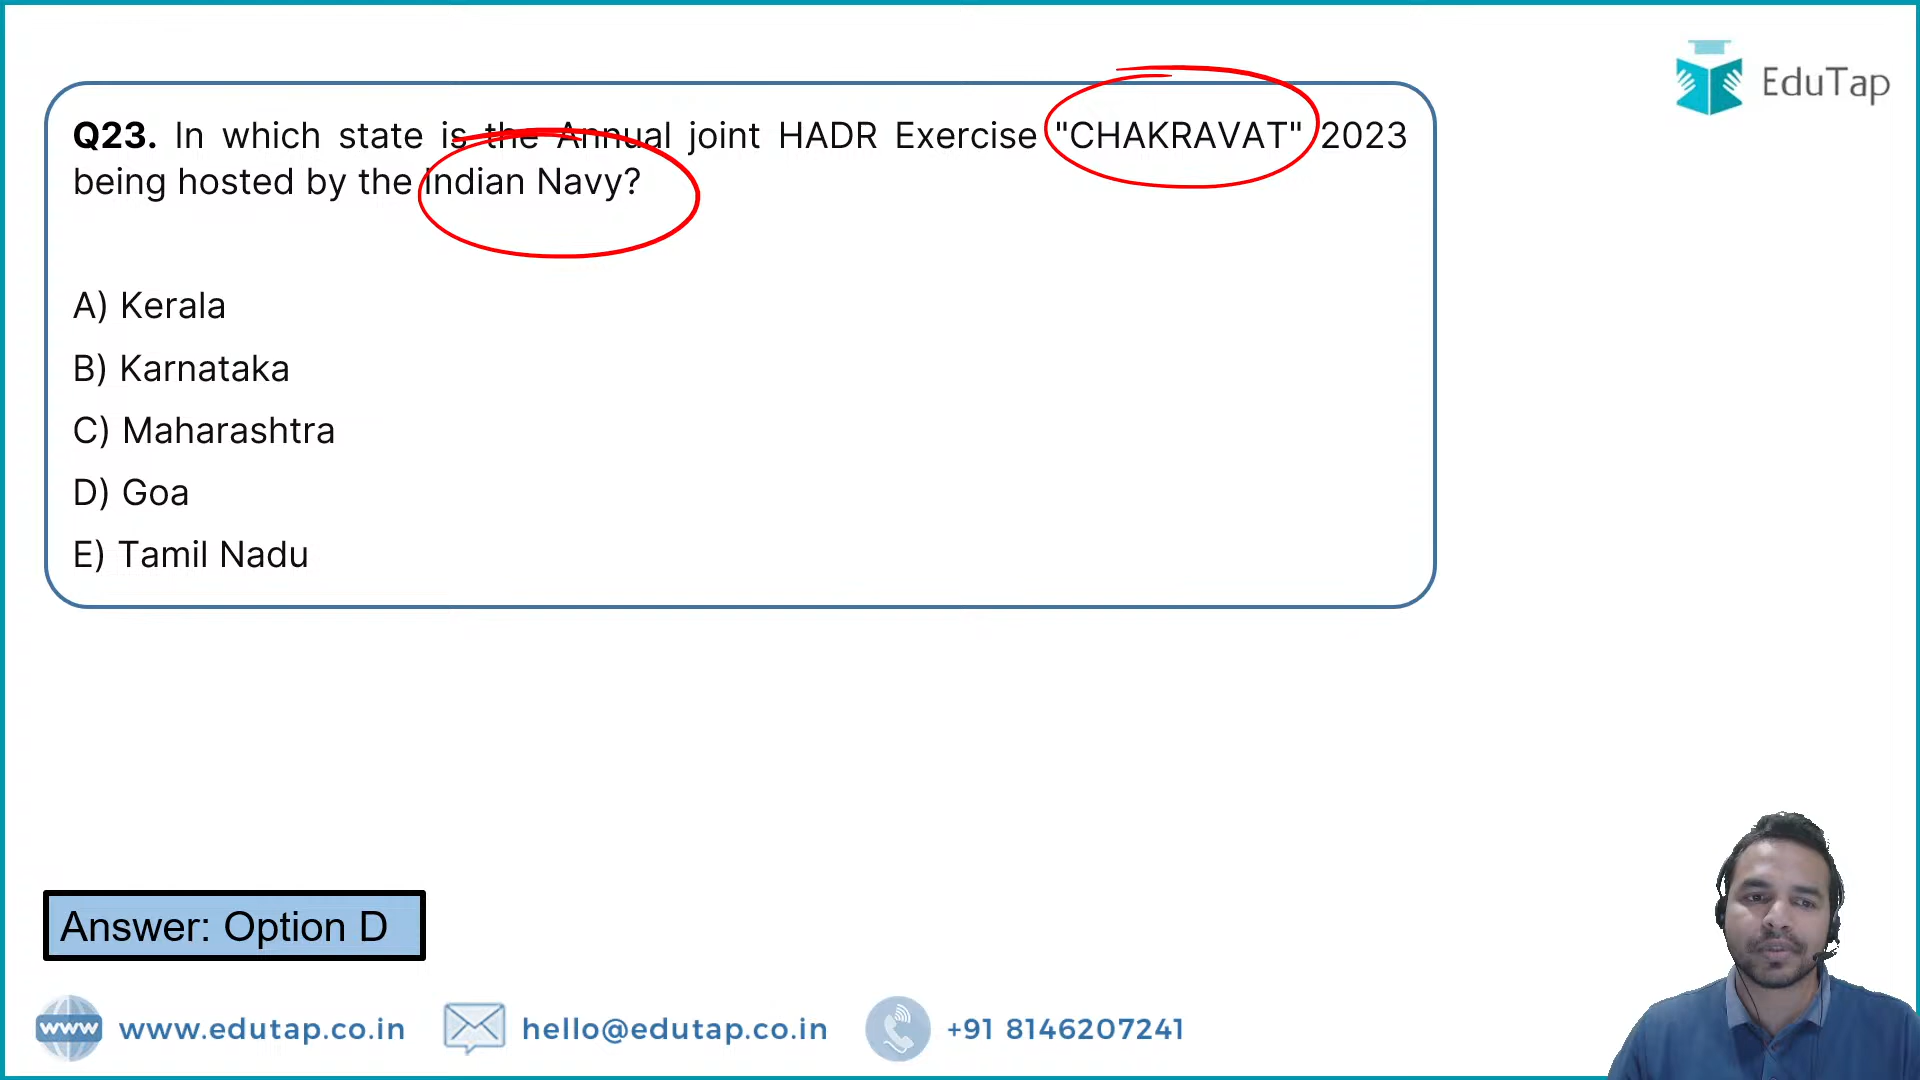 EduTap
Q23. In which state is the Annual joint HADR Exercise "CHAKRAVAT" 2023
being hosted by the Indian Navy?
A) Kerala
B) Karnataka
C) Maharashtra
D) Goa
E) Tamil Nadu
Answer: Option D
www www.edutap.co.in hello@edutap.co.in +91 8146207241